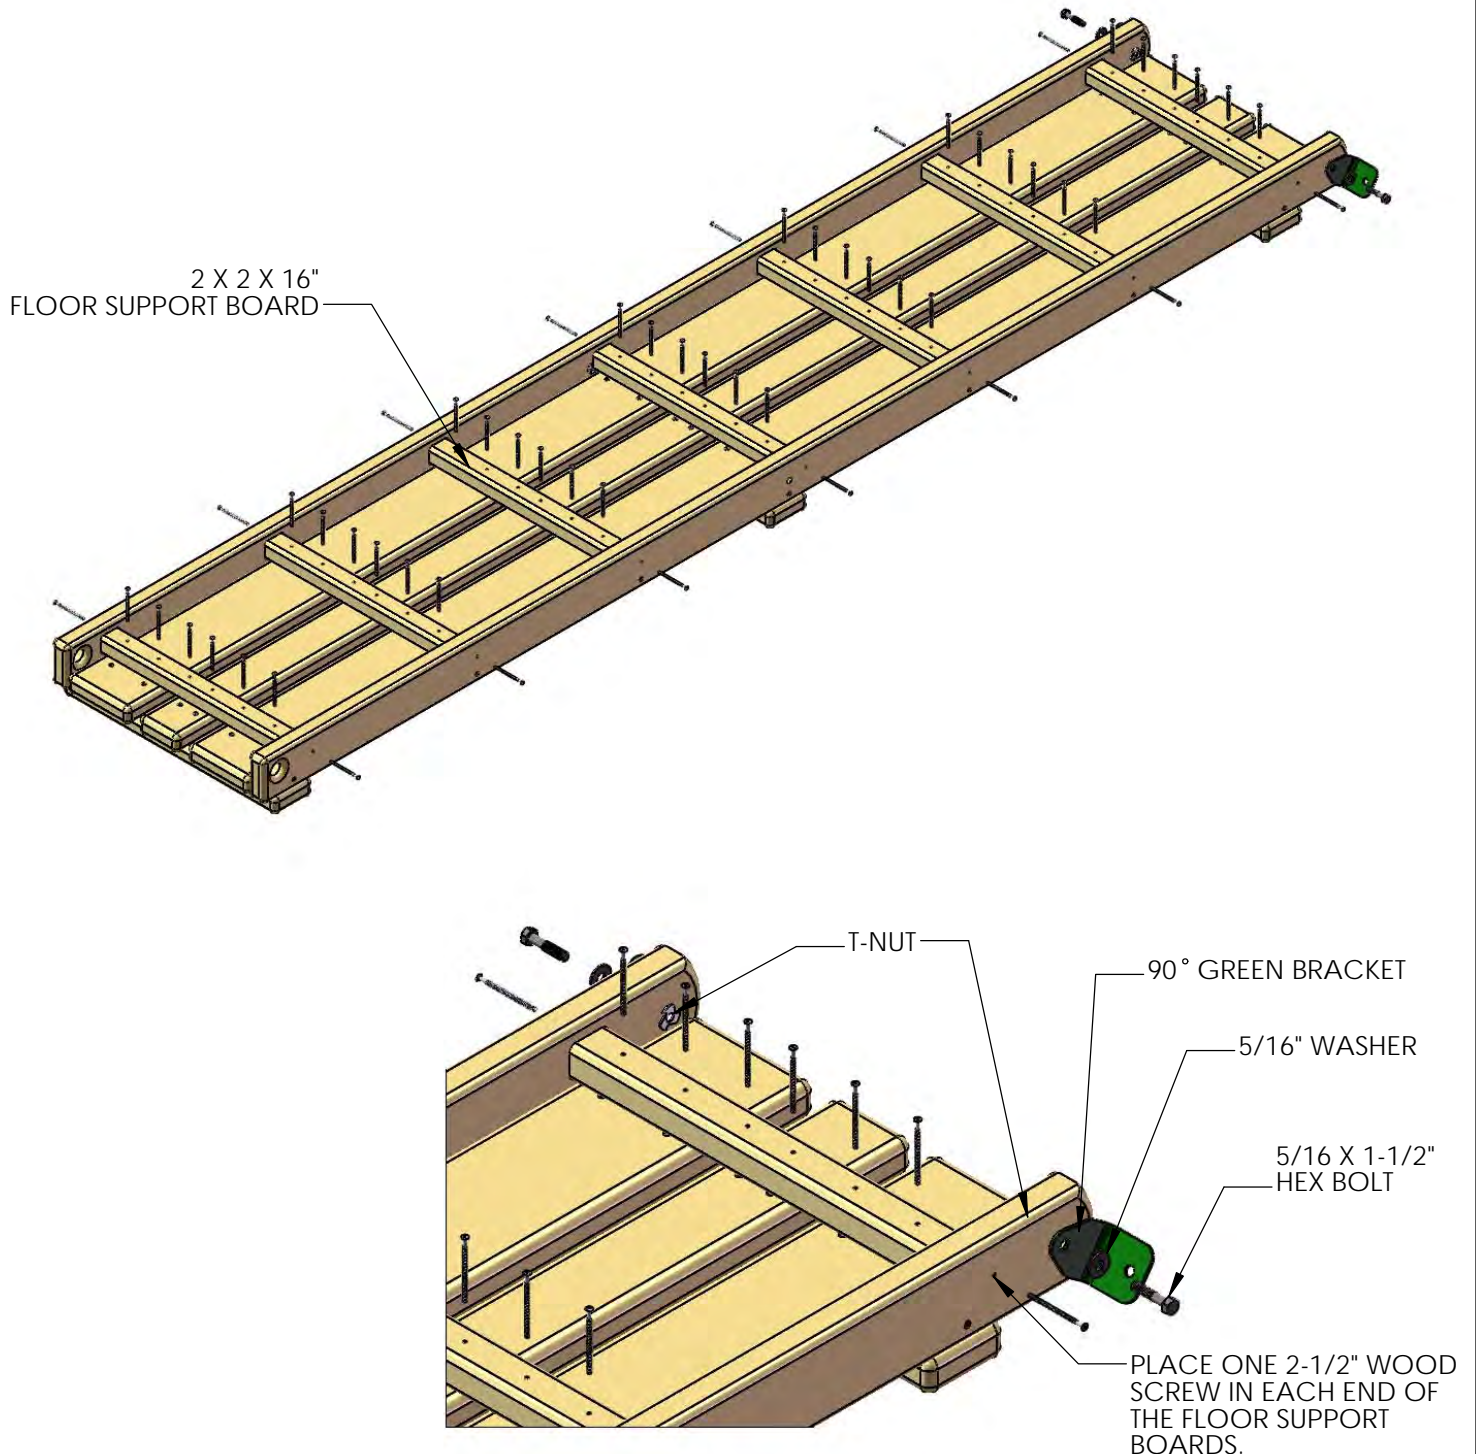 2 X 2 X 16"
FLOOR SUPPORT BOARD
T-NUT
90° GREEN BRACKET
5/16" WASHER
5/16 X 1-1/2"
HEX BOLT
PLACE ONE 2-1/2" WOOD
SCREW IN EACH END OF
THE FLOOR SUPPORT
BOARDS.